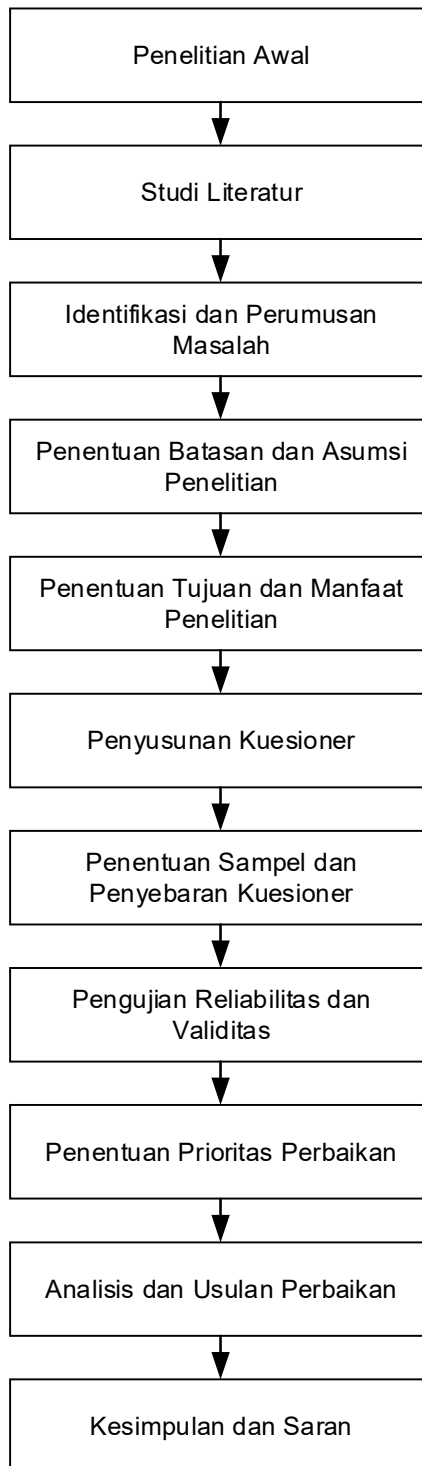 Penelitian Awal
Studi Literatur
Identifikasi dan Perumusan
Masalah
Penentuan Batasan dan Asumsi
Penelitian
Penentuan Tujuan dan Manfaat
Penelitian
Penyusunan Kuesioner
Penentuan Sampel dan
Penyebaran Kuesioner
Pengujian Reliabilitas dan
Validitas
Penentuan Prioritas Perbaikan
Analisis dan Usulan Perbaikan
Kesimpulan dan Saran